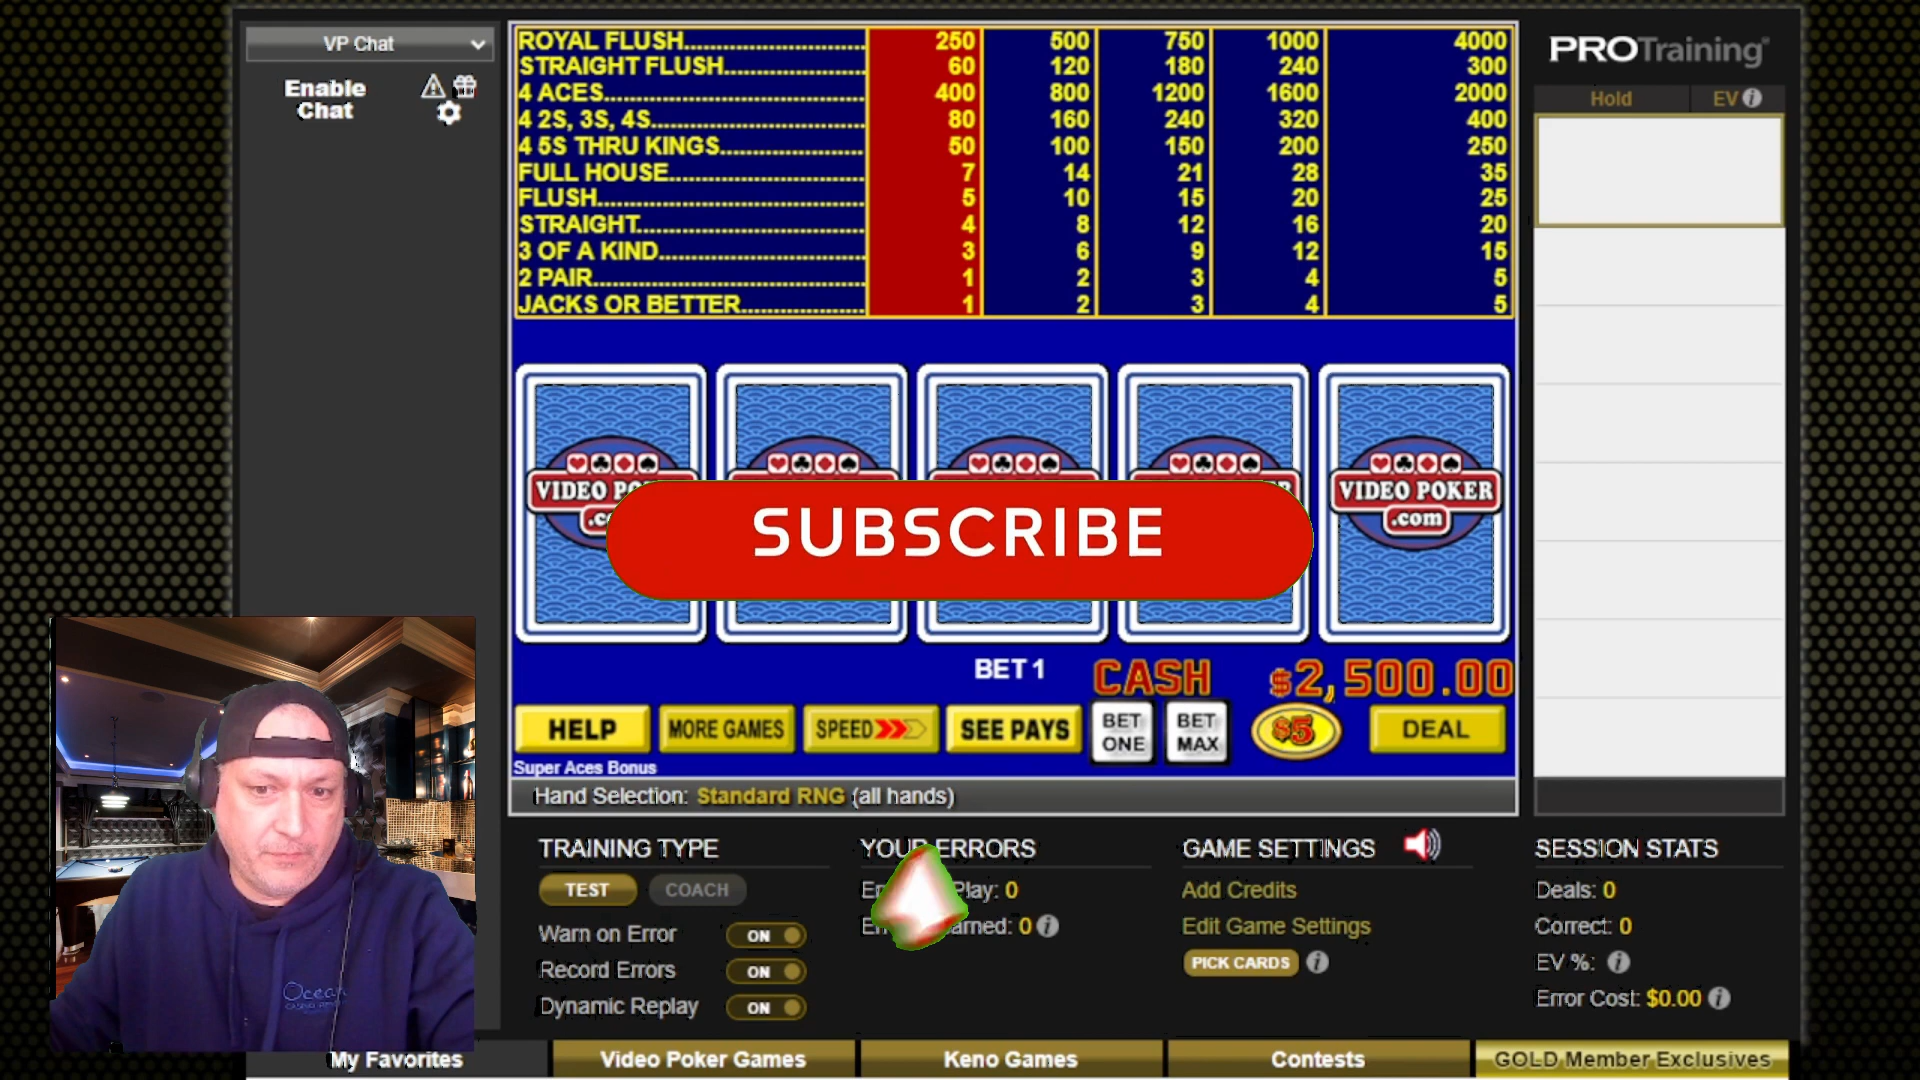 VP Chat
Enable
Chat
ROYAL FLUSH 250 500 750 1000 4000
STRAIGHT FLUSH 60 120 180 240 300
4 ACES 400 800 1200 1600 2000
4 2S, 3S, 4S 80 160 240 320 400
4 5S THRU KINGS 50 100 150 200 250
FULL HOUSE 7 14 21 28 35
FLUSH 5 10 15 20 25
STRAIGHT 4 8 12 16 20
3 OF A KIND 3 6 9 12 15
2 PAIR 1 2 3 4 5
JACKS OR BETTER 1 2 3 4 5
PROTraining
Hold EV
VIDEO
VIDEO POKER
.com
SUBSCRIBE
BET 1 CASH $2,500.00
HELP MORE GAMES SPEED SEE PAYS BET ONE BET MAX $5 DEAL
Super Aces Bonus
Hand Selection: Standard RNG (all hands)
TRAINING TYPE
TEST COACH
Warn on Error ON
Record Errors ON
Dynamic Replay ON
YOUR ERRORS
Play: 0
0
GAME SETTINGS
Add Credits
Edit Game Settings
PICK CARDS
SESSION STATS
Deals: 0
Correct: 0
EV %:
Error Cost: $0.00
Ocean
CASINO
My Favorites Video Poker Games Keno Games Contests GOLD Member Exclusives